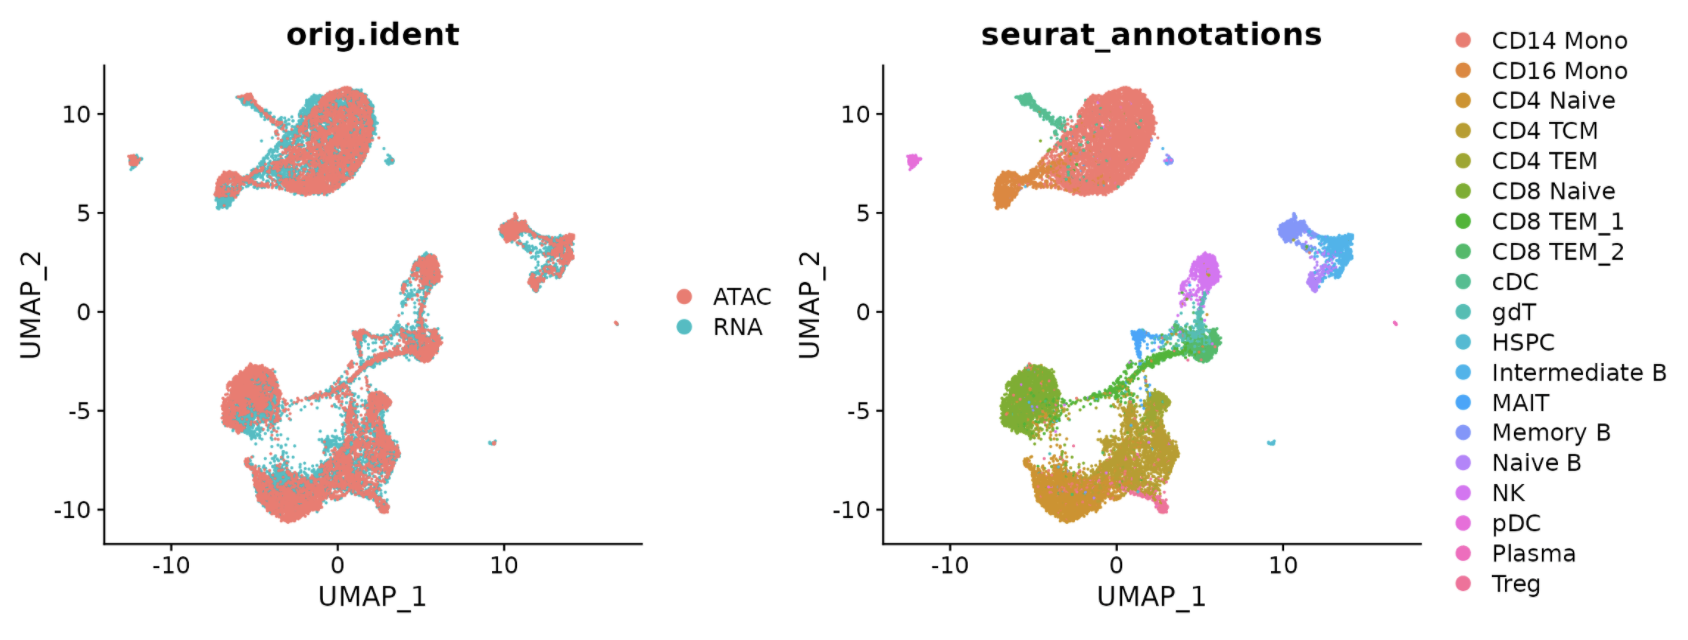 orig.ident
UMAP_2
10
5
0
-5
-10
-10
0
10
UMAP_1
ATAC
RNA
seurat_annotations
UMAP_2
10
5
0
-5
-10
-10
0
10
UMAP_1
CD14 Mono
CD16 Mono
CD4 Naive
CD4 TCM
CD4 TEM
CD8 Naive
CD8 TEM_1
CD8 TEM_2
cDC
gdT
HSPC
Intermediate B
MAIT
Memory B
Naive B
NK
pDC
Plasma
Treg